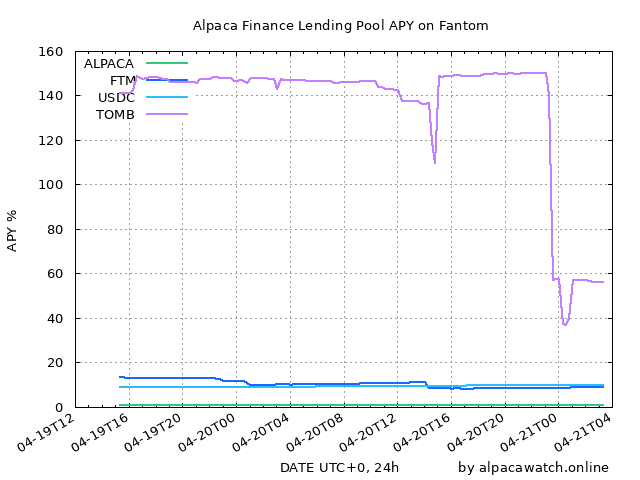 Alpaca Finance Lending Pool APY on Fantom
160
140
120
100
80
60
40
20
0
APY %
ALPACA
FTM
USDC
TOMB
04-19T12
04-19T16
04-19T20
04-20T00
04-20T04
04-20T08
04-20T12
04-20T16
04-20T20
04-21T00
04-21T04
DATE UTC+0, 24h
by alpacawatch.online